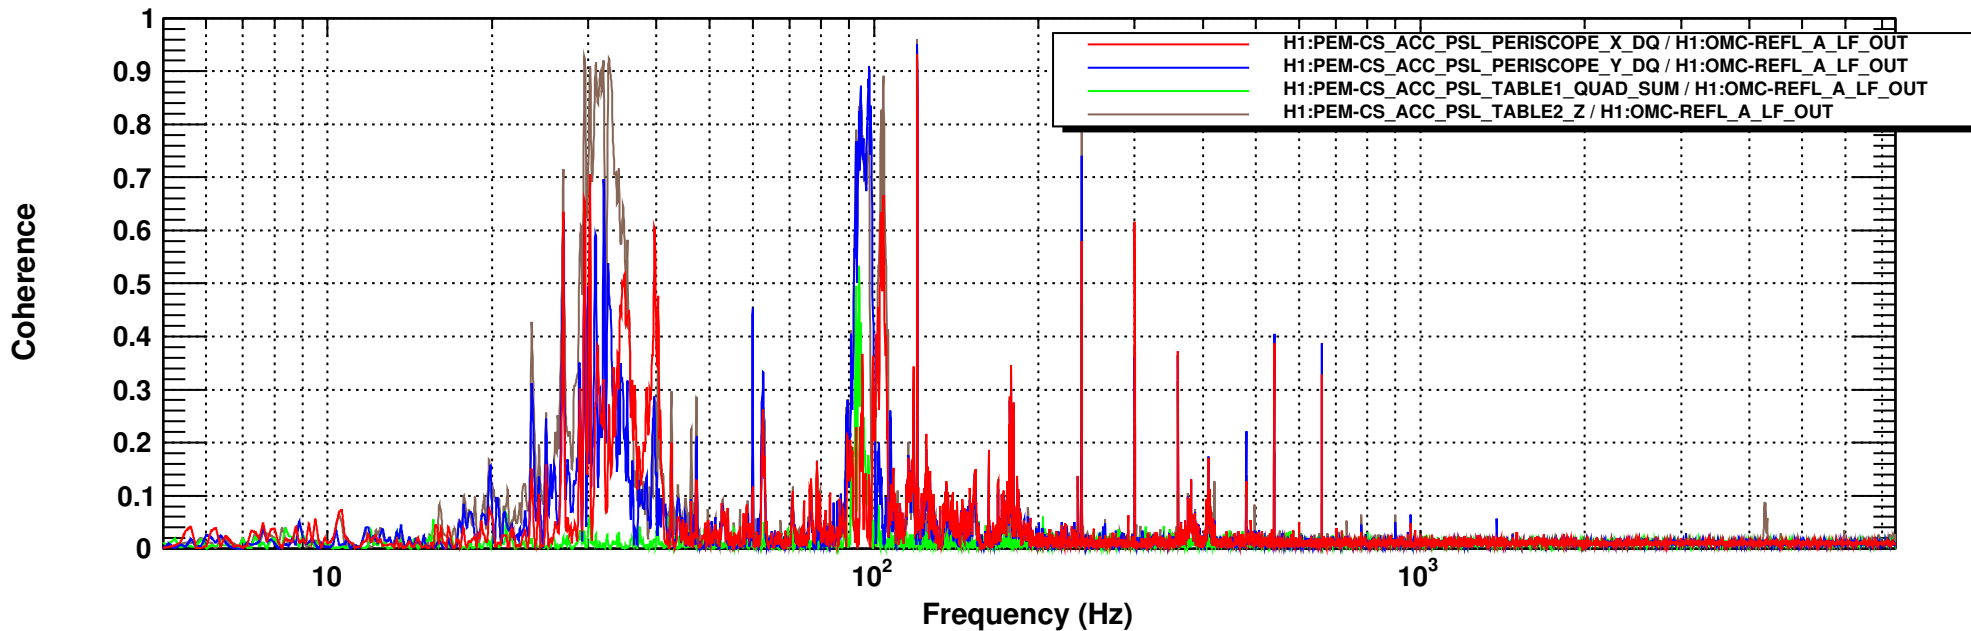 1
0.9
0.8
0.7
0.6
0.5
0.4
0.3
0.2
0.1
0
Coherence
H1:PEM-CS_ACC_PSL_PERISCOPE_X_DQ / H1:OMC-REFL_A_LF_OUT
H1:PEM-CS_ACC_PSL_PERISCOPE_Y_DQ / H1:OMC-REFL_A_LF_OUT
H1:PEM-CS_ACC_PSL_TABLE1_QUAD_SUM / H1:OMC-REFL_A_LF_OUT
H1:PEM-CS_ACC_PSL_TABLE2_Z / H1:OMC-REFL_A_LF_OUT
10 10² 10³
Frequency (Hz)